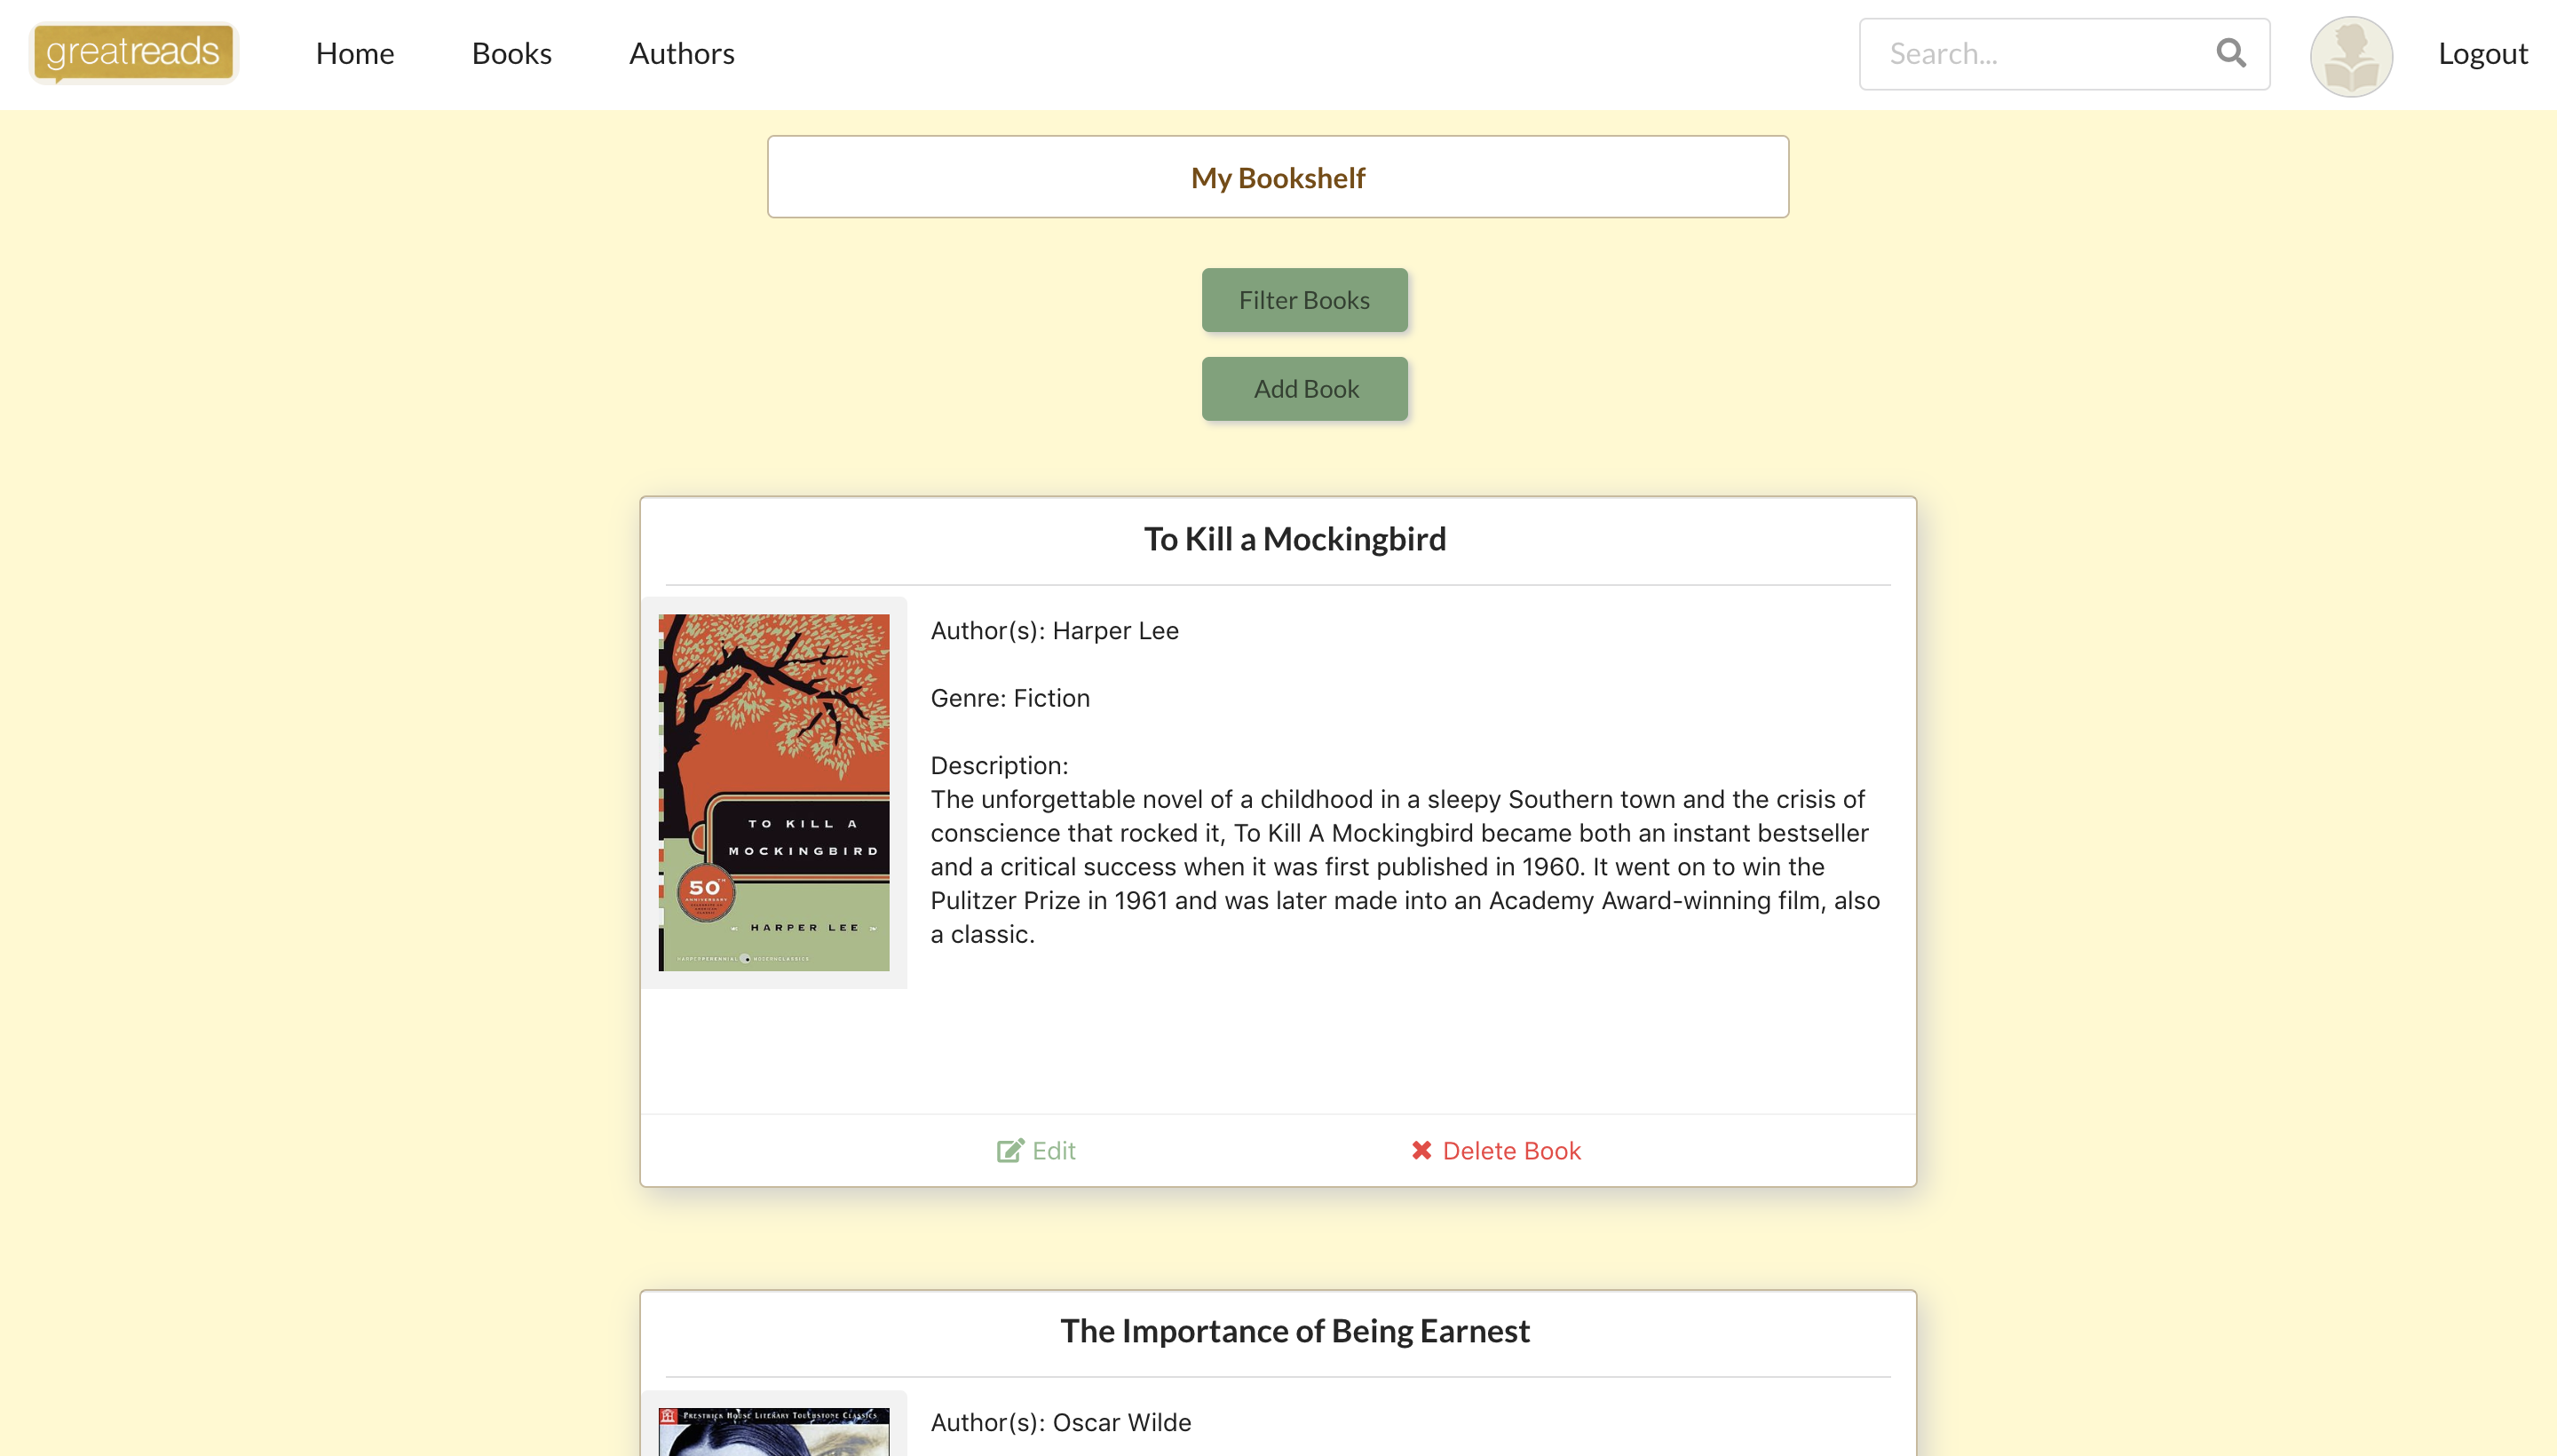 greatreads Home Books Authors Search... Logout
My Bookshelf
Filter Books
Add Book
To Kill a Mockingbird
TO KILL A
MOCKINGBIRD
50TH
ANNIVERSARY
HARPER LEE
HARPERPERENNIAL MODERNCLASSICS
Author(s): Harper Lee
Genre: Fiction
Description:
The unforgettable novel of a childhood in a sleepy Southern town and the crisis of
conscience that rocked it, To Kill A Mockingbird became both an instant bestseller
and a critical success when it was first published in 1960. It went on to win the
Pulitzer Prize in 1961 and was later made into an Academy Award-winning film, also
a classic.
Edit Delete Book
The Importance of Being Earnest
PRESTWICK HOUSE LITERARY TOUCHSTONE CLASSICS
Author(s): Oscar Wilde